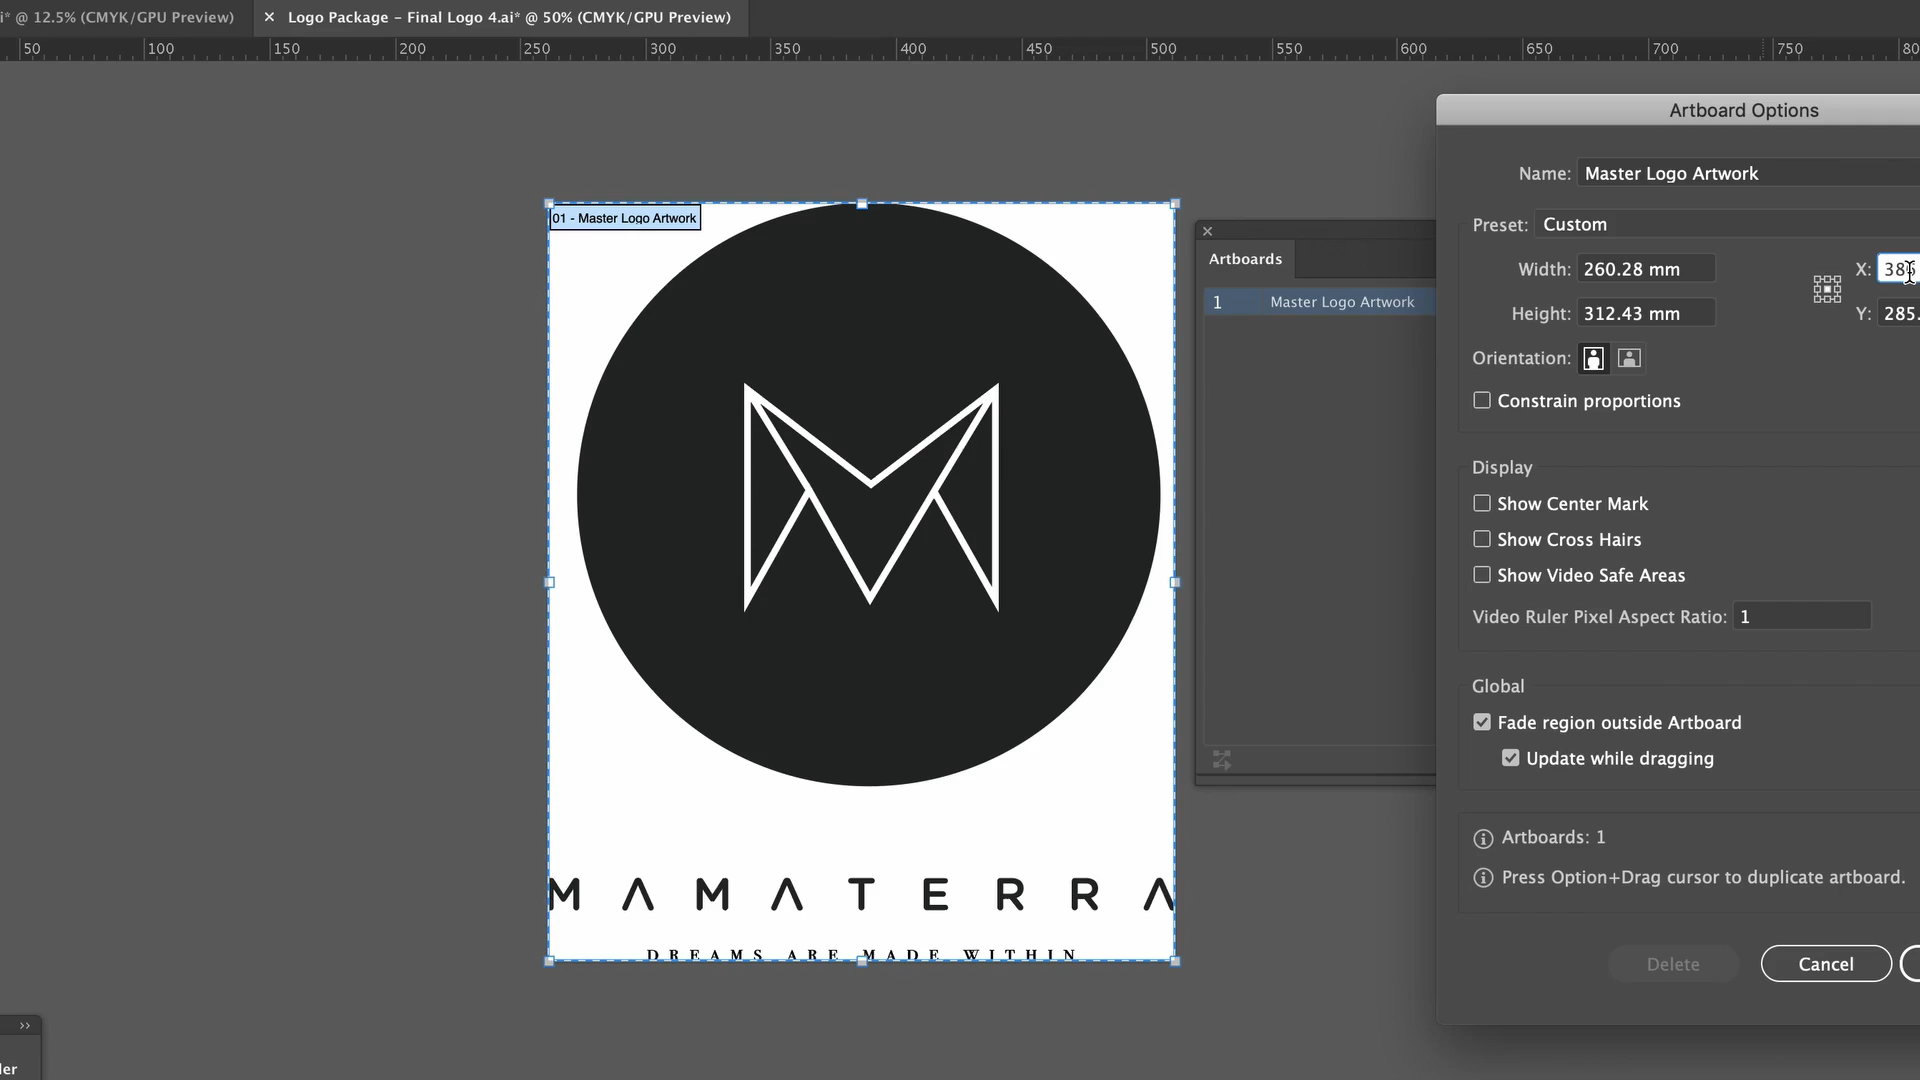 i* @ 12.5% (CMYK/GPU Preview)
× Logo Package – Final Logo 4.ai* @ 50% (CMYK/GPU Preview)
50 100 150 200 250 300 350 400 450 500 550 600 650 700 750 80
Artboard Options
Name: Master Logo Artwork
01 - Master Logo Artwork
Preset: Custom
Artboards
Width: 260.28 mm
X: 386
1 Master Logo Artwork
Height: 312.43 mm
Y: 285.
Orientation:
Constrain proportions
Display
Show Center Mark
Show Cross Hairs
Show Video Safe Areas
Video Ruler Pixel Aspect Ratio: 1
Global
Fade region outside Artboard
Update while dragging
Artboards: 1
Press Option+Drag cursor to duplicate artboard.
MAMATERRA
DREAMS ARE MADE WITHIN
Delete
Cancel
der